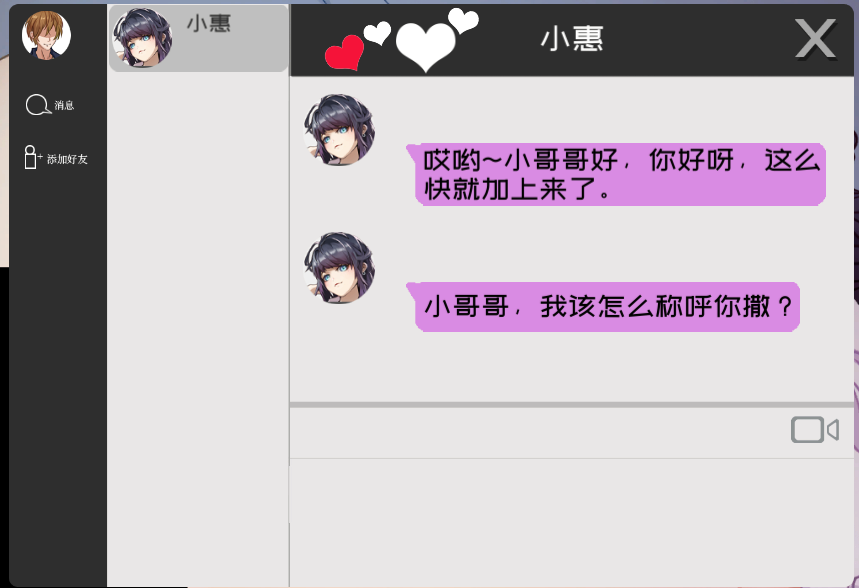 小惠
小惠
消息
添加好友
哎哟~小哥哥好，你好呀，这么
快就加上来了。
小哥哥，我该怎么称呼你撒？